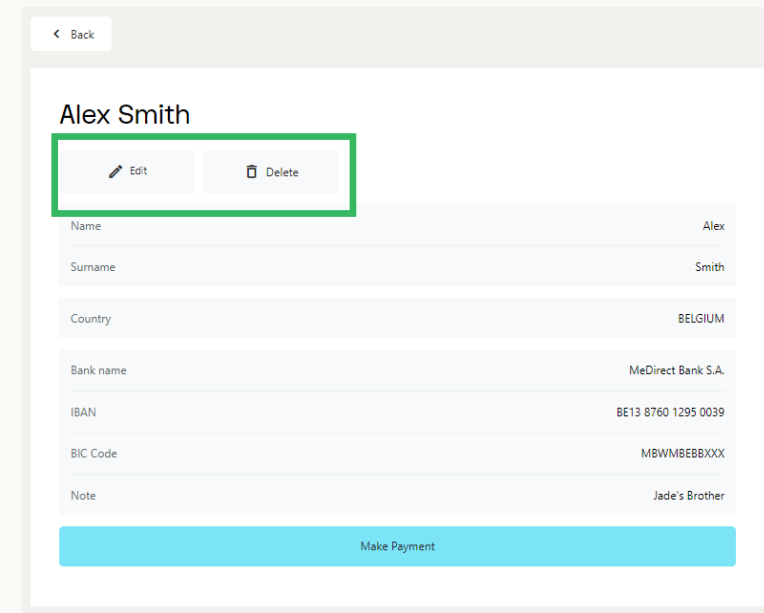 Back
Alex Smith
Edit Delete
Name Alex
Surname Smith
Country BELGIUM
Bank name MeDirect Bank S.A.
IBAN BE13 8760 1295 0039
BIC Code MBWMBEBBXXX
Note Jade's Brother
Make Payment